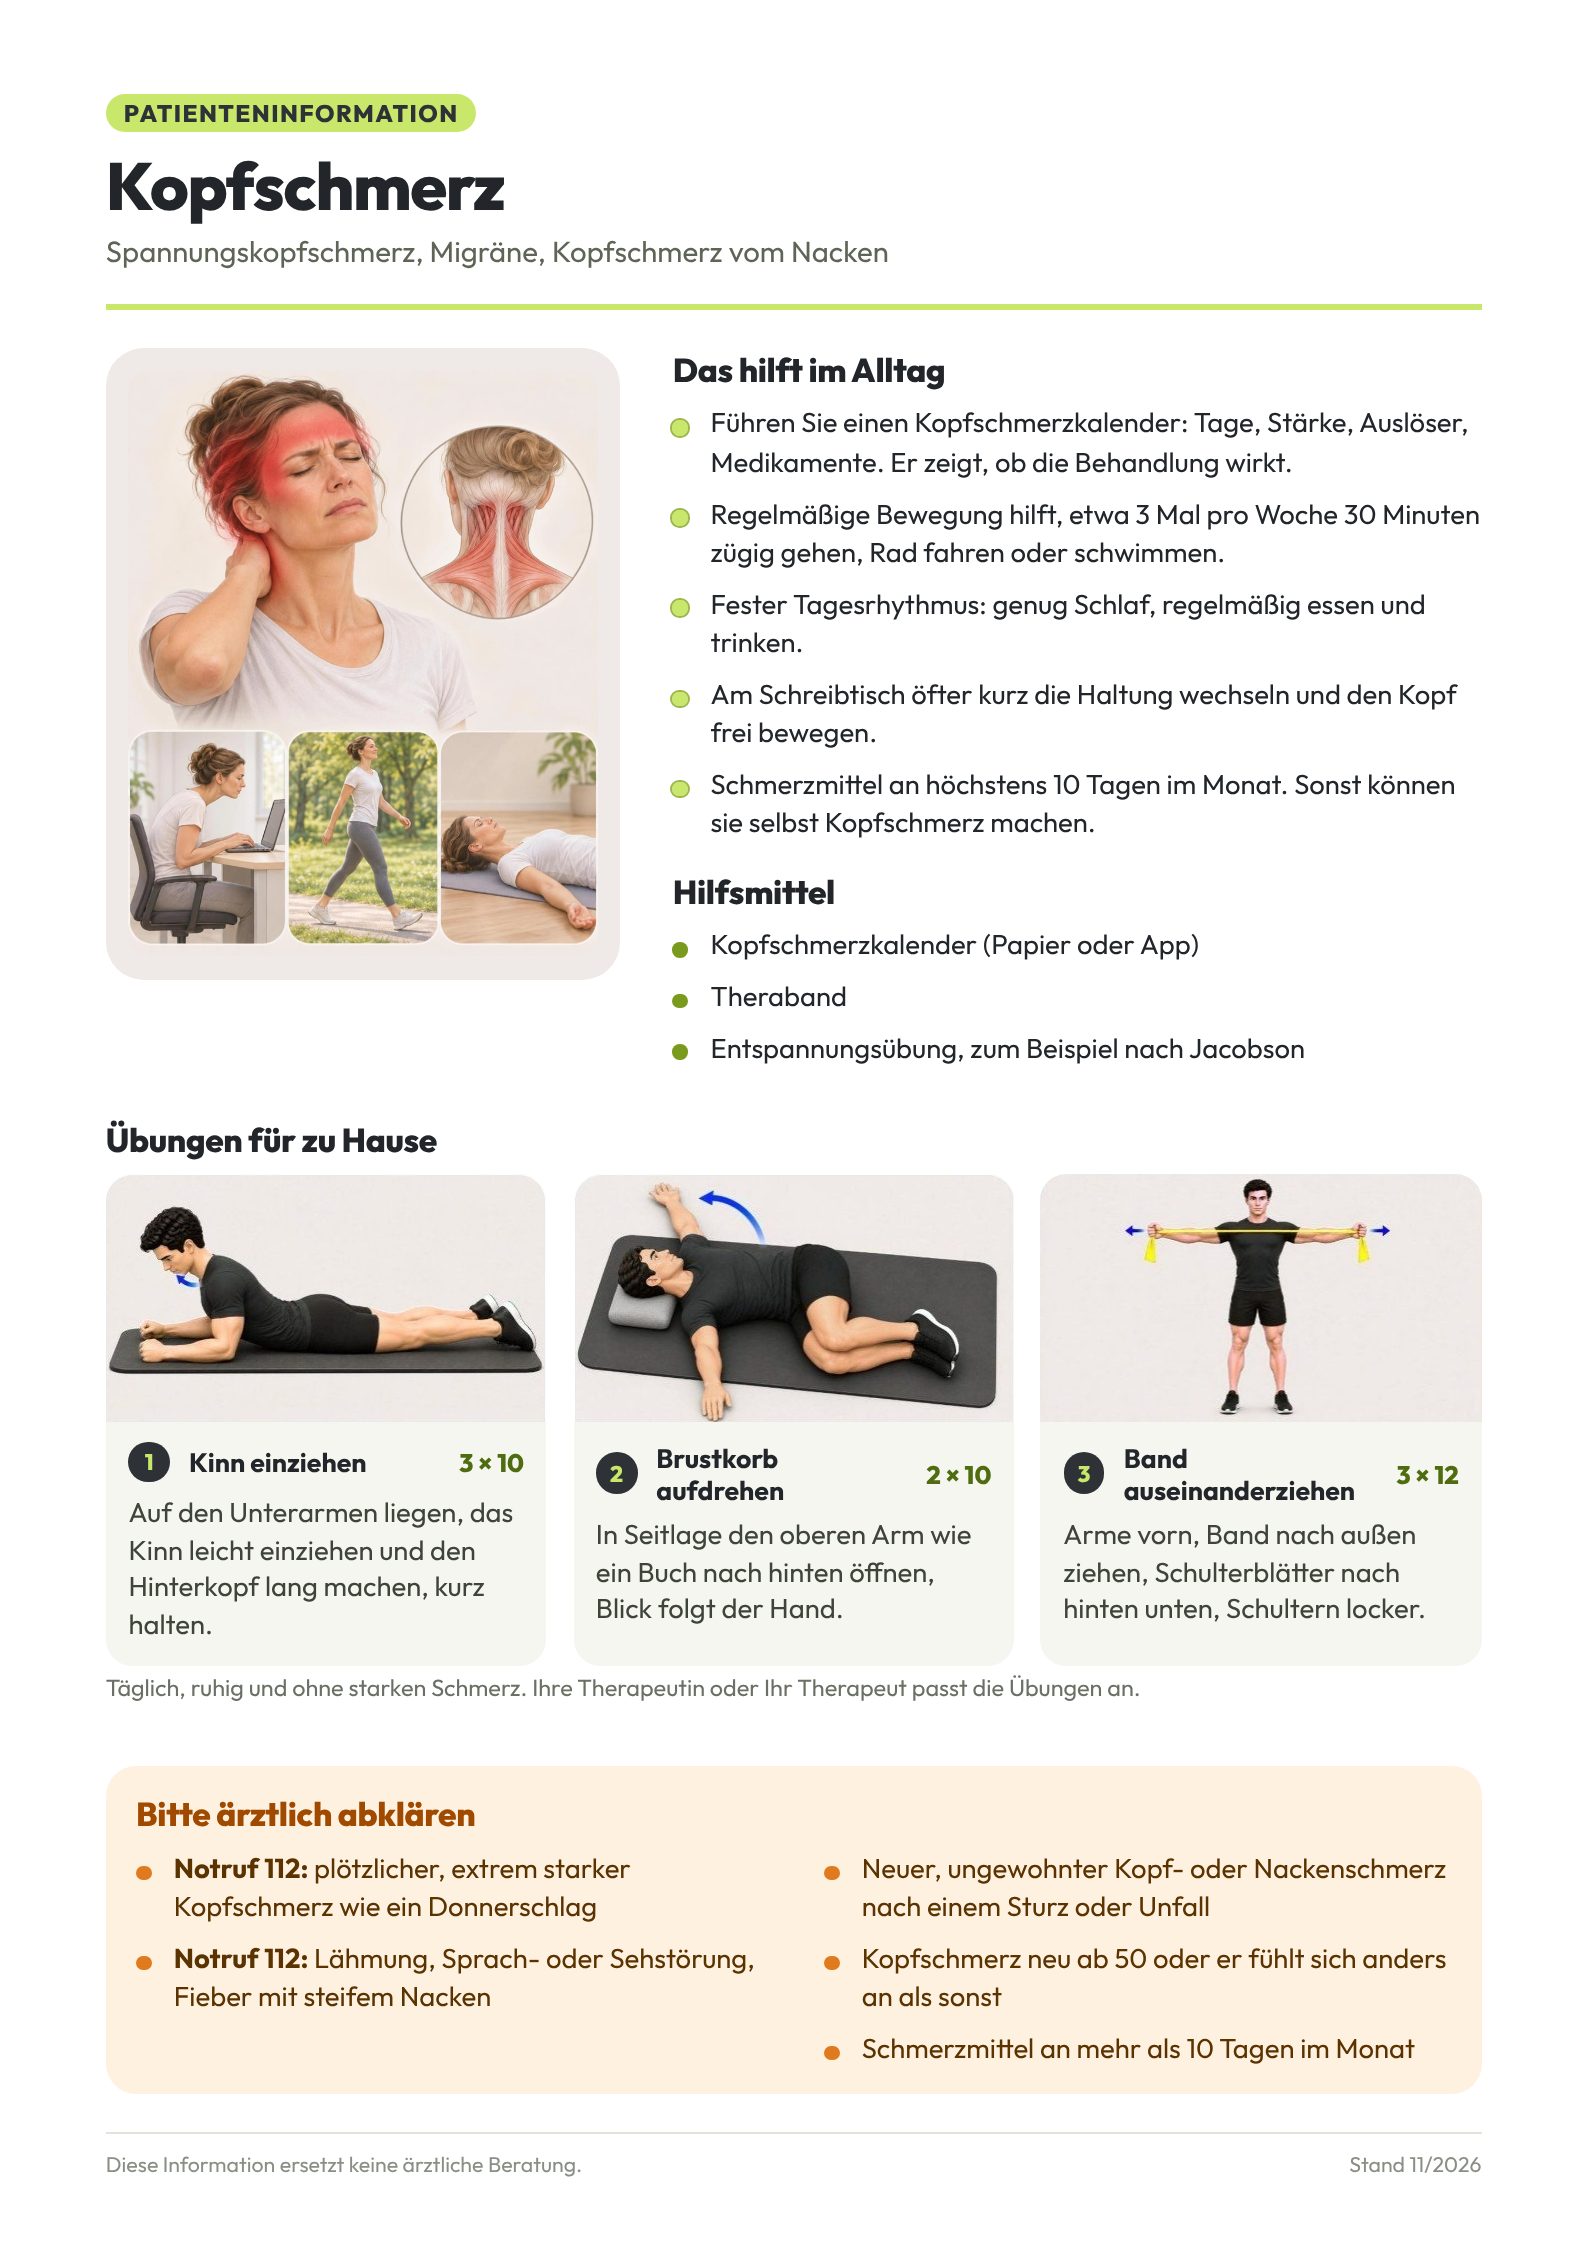 PATIENTENINFORMATION
Kopfschmerz
Spannungskopfschmerz, Migräne, Kopfschmerz vom Nacken
Das hilft im Alltag
Führen Sie einen Kopfschmerzkalender: Tage, Stärke, Auslöser,
Medikamente. Er zeigt, ob die Behandlung wirkt.
Regelmäßige Bewegung hilft, etwa 3 Mal pro Woche 30 Minuten
zügig gehen, Rad fahren oder schwimmen.
Fester Tagesrhythmus: genug Schlaf, regelmäßig essen und
trinken.
Am Schreibtisch öfter kurz die Haltung wechseln und den Kopf
frei bewegen.
Schmerzmittel an höchstens 10 Tagen im Monat. Sonst können
sie selbst Kopfschmerz machen.
Hilfsmittel
Kopfschmerzkalender (Papier oder App)
Theraband
Entspannungsübung, zum Beispiel nach Jacobson
Übungen für zu Hause
1 Kinn einziehen 3 × 10
Auf den Unterarmen liegen, das
Kinn leicht einziehen und den
Hinterkopf lang machen, kurz
halten.
2 Brustkorb
aufdrehen 2 × 10
In Seitlage den oberen Arm wie
ein Buch nach hinten öffnen,
Blick folgt der Hand.
3 Band
auseinanderziehen 3 × 12
Arme vorn, Band nach außen
ziehen, Schulterblätter nach
hinten unten, Schultern locker.
Täglich, ruhig und ohne starken Schmerz. Ihre Therapeutin oder Ihr Therapeut passt die Übungen an.
Bitte ärztlich abklären
Notruf 112: plötzlicher, extrem starker
Kopfschmerz wie ein Donnerschlag
Notruf 112: Lähmung, Sprach- oder Sehstörung,
Fieber mit steifem Nacken
Neuer, ungewohnter Kopf- oder Nackenschmerz
nach einem Sturz oder Unfall
Kopfschmerz neu ab 50 oder er fühlt sich anders
an als sonst
Schmerzmittel an mehr als 10 Tagen im Monat
Diese Information ersetzt keine ärztliche Beratung.
Stand 11/2026